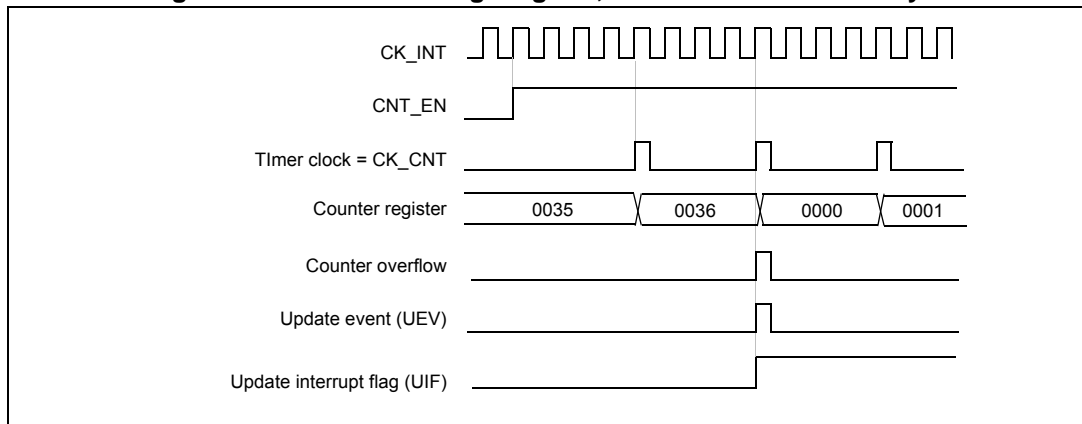 CK_INT
CNT_EN
TImer clock = CK_CNT
Counter register 0035 0036 0000 0001
Counter overflow
Update event (UEV)
Update interrupt flag (UIF)